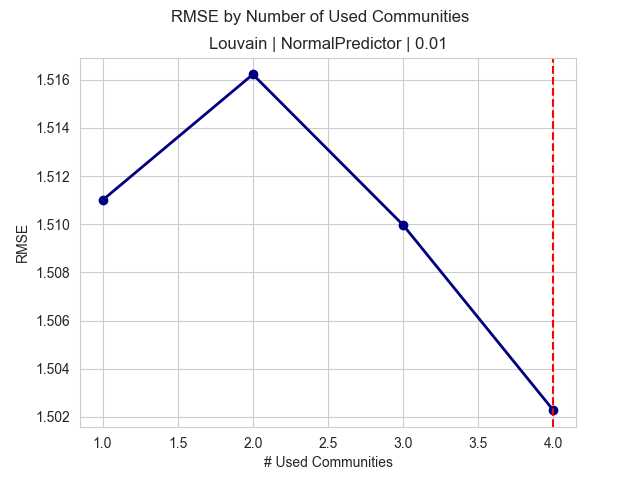 RMSE by Number of Used Communities
Louvain | NormalPredictor | 0.01
1.516
1.514
1.512
1.510
1.508
1.506
1.504
1.502
RMSE
1.0 1.5 2.0 2.5 3.0 3.5 4.0
# Used Communities